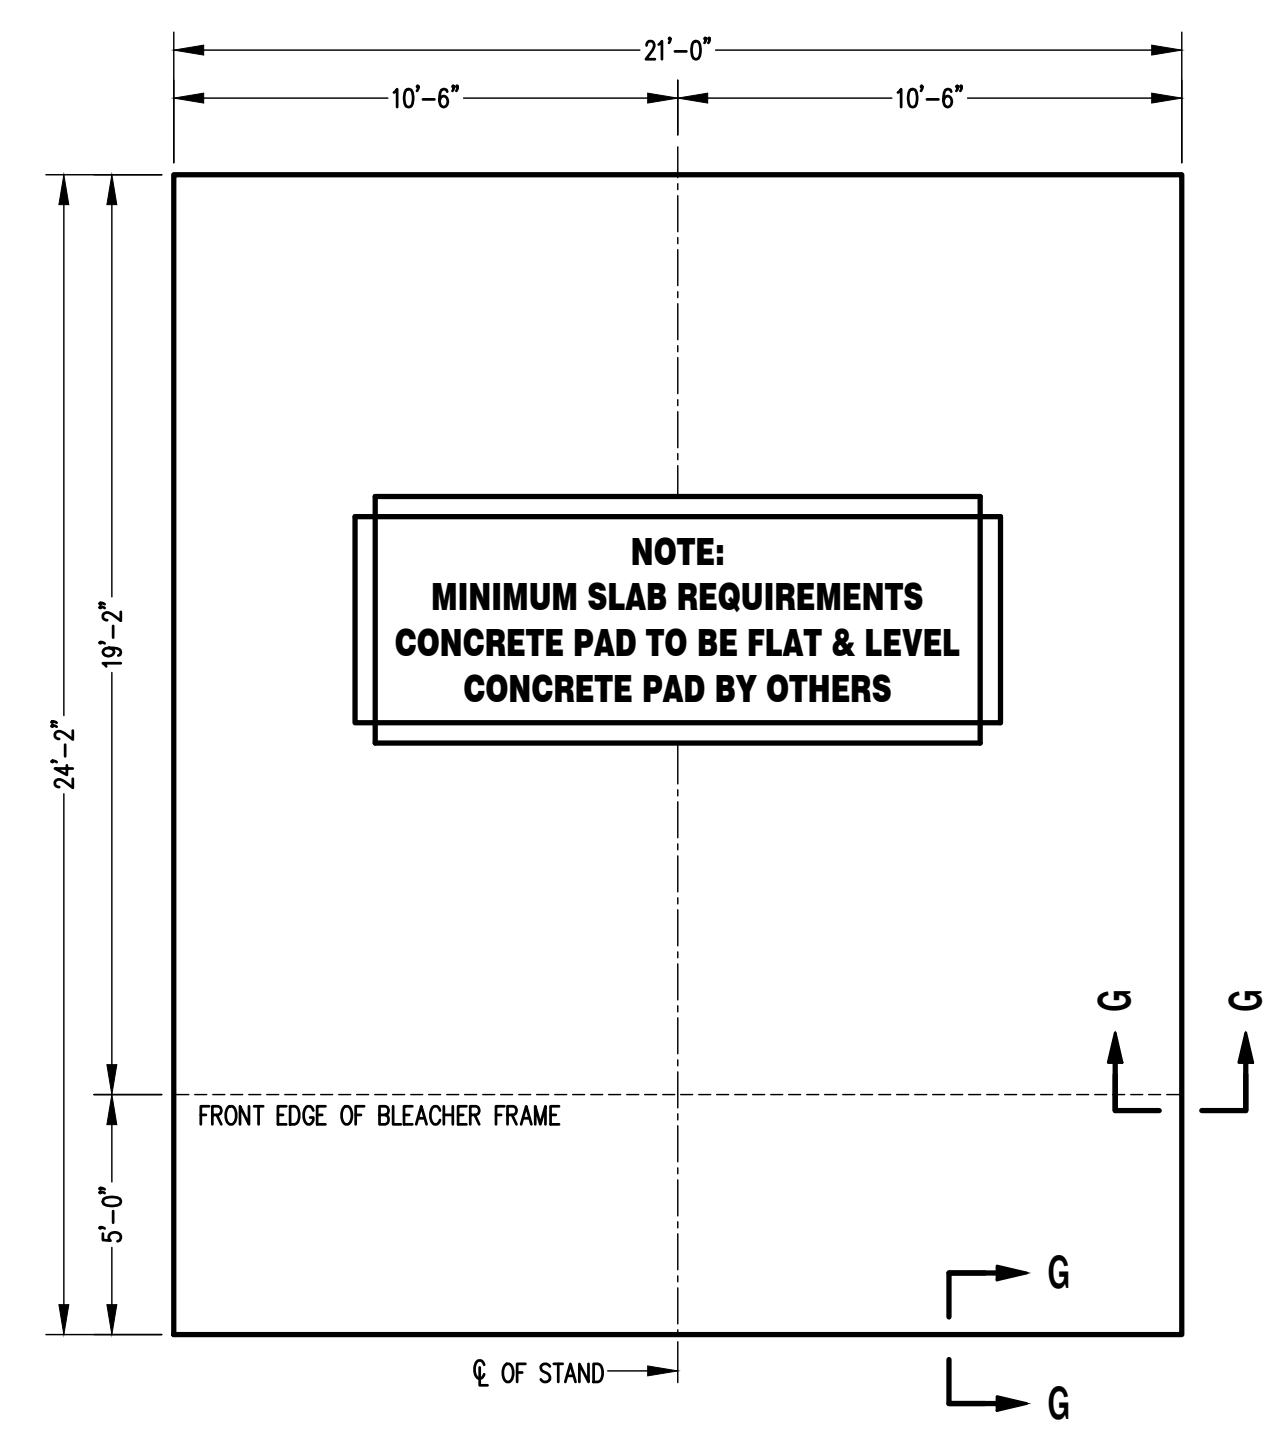 21'-0"
10'-6"
10'-6"
NOTE:
MINIMUM SLAB REQUIREMENTS
CONCRETE PAD TO BE FLAT & LEVEL
CONCRETE PAD BY OTHERS
19'-2"
24'-2"
G
G
FRONT EDGE OF BLEACHER FRAME
5'-0"
G
℄ OF STAND
G